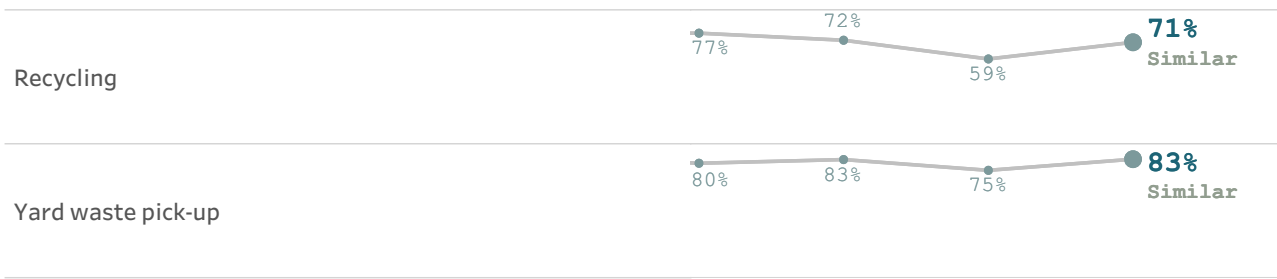 Recycling
77%
72%
59%
71%
Similar
Yard waste pick-up
80%
83%
75%
83%
Similar